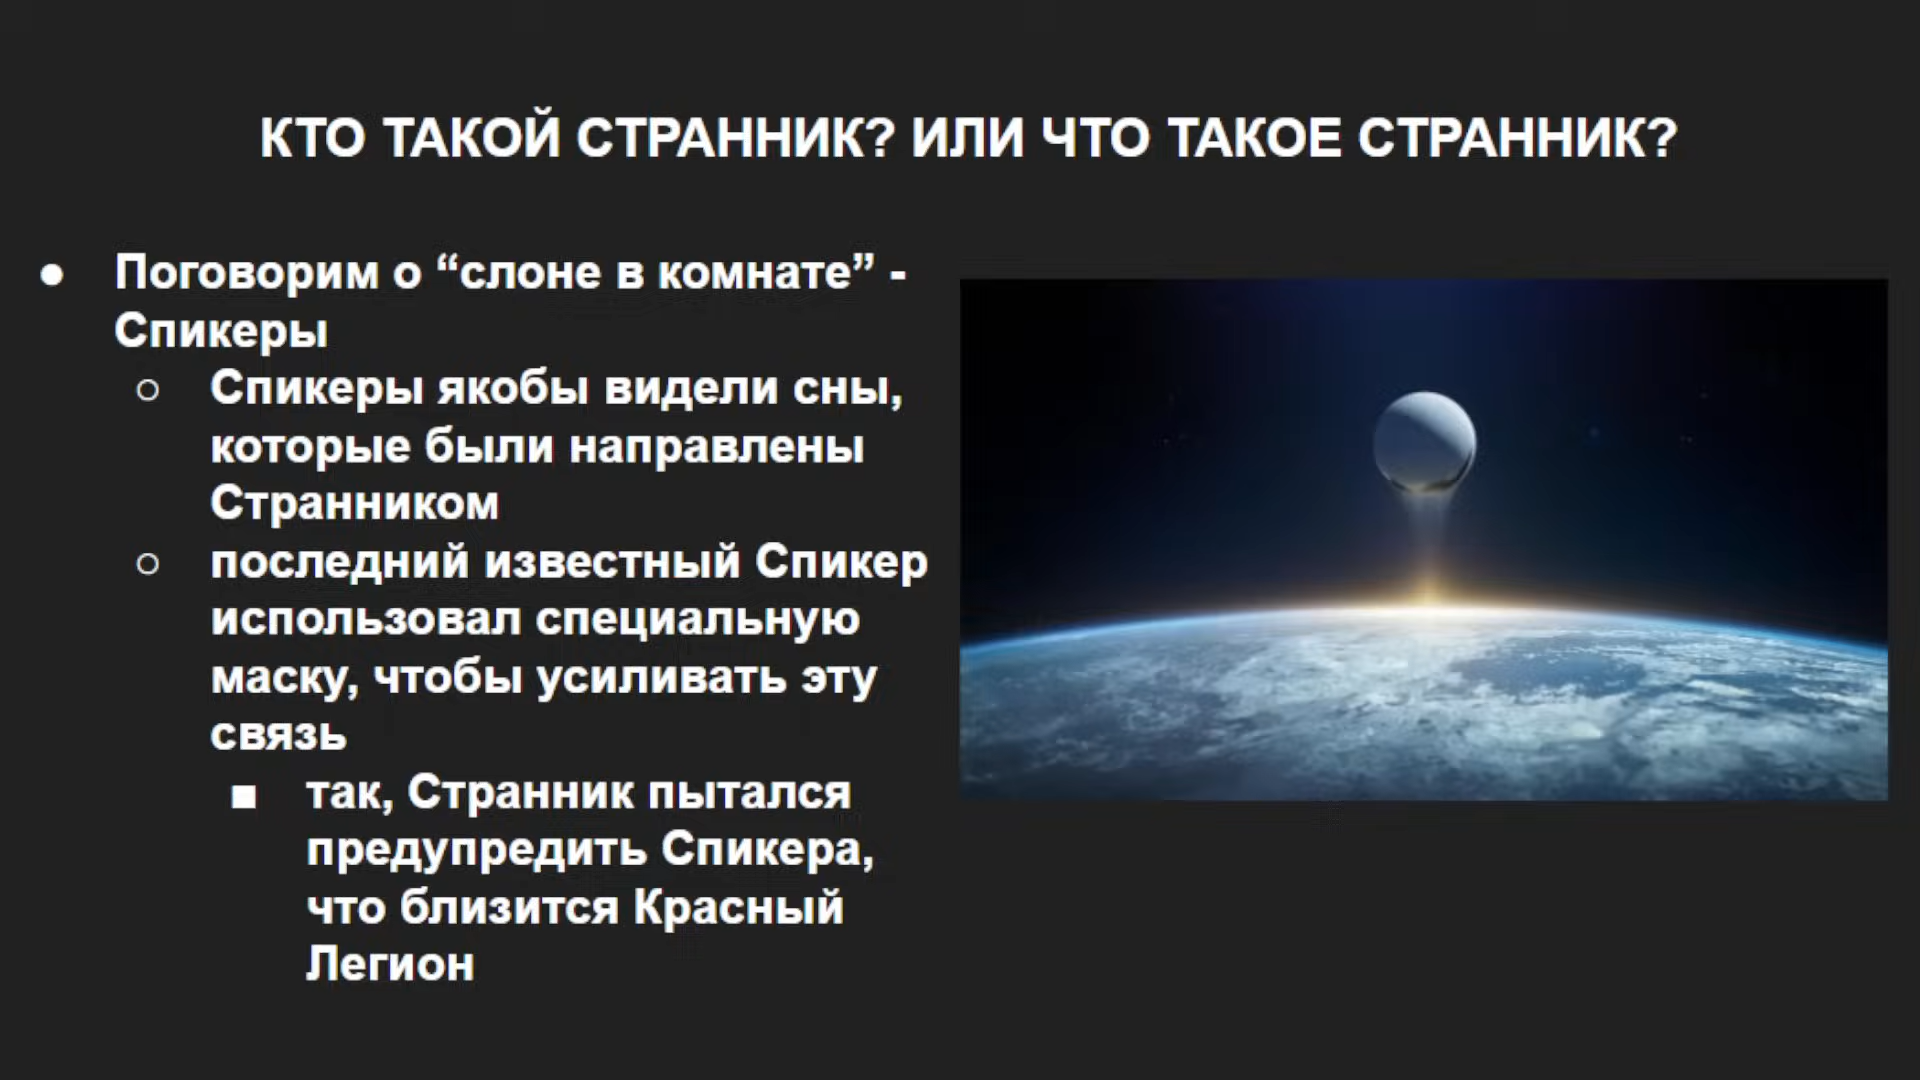 КТО ТАКОЙ СТРАННИК? ИЛИ ЧТО ТАКОЕ СТРАННИК?
● Поговорим о “слоне в комнате” -
Спикеры
○ Спикеры якобы видели сны,
которые были направлены
Странником
○ последний известный Спикер
использовал специальную
маску, чтобы усиливать эту
связь
■ так, Странник пытался
предупредить Спикера,
что близится Красный
Легион